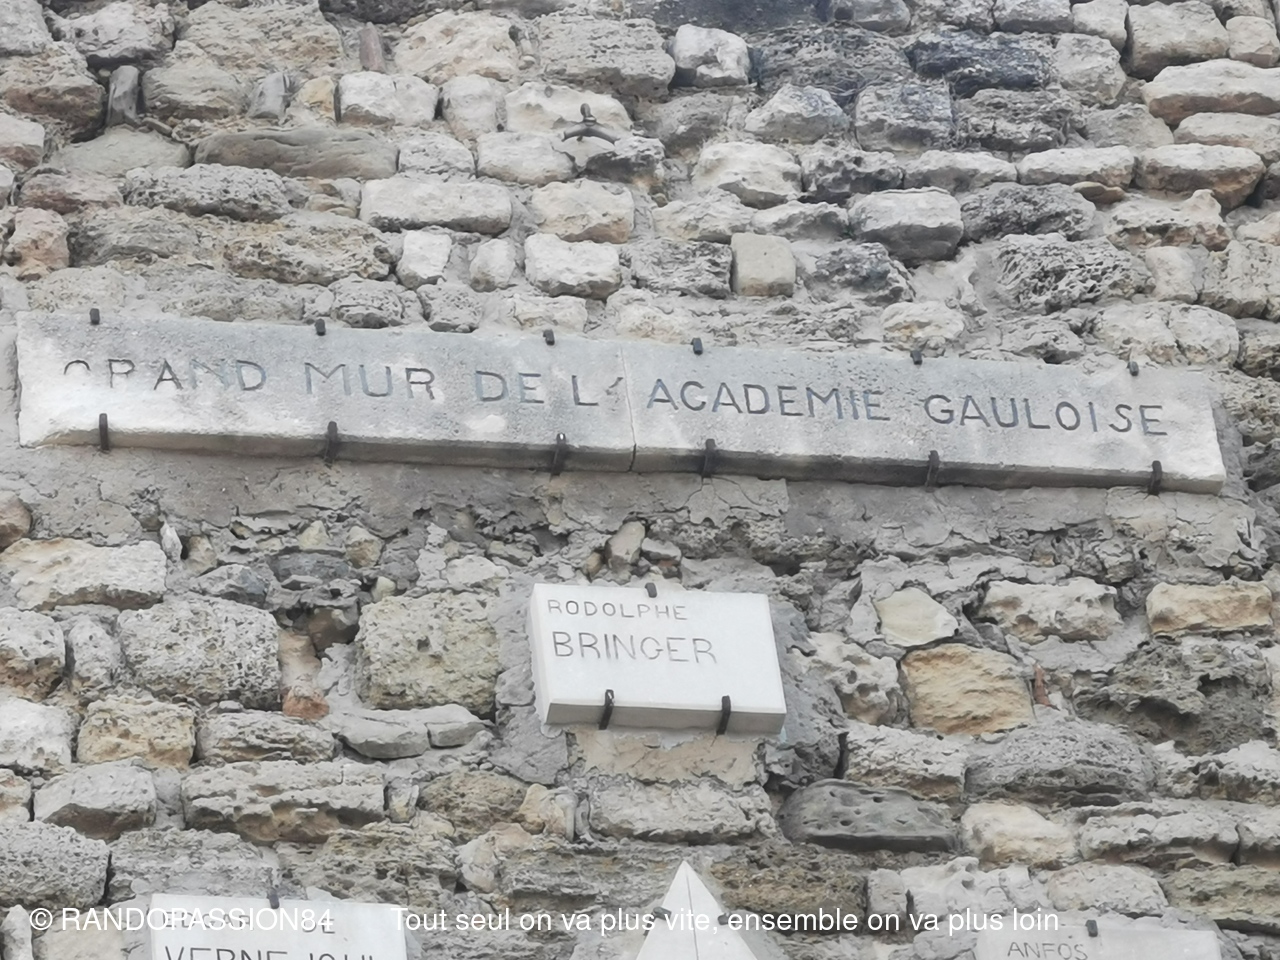 GRAND MUR DE L' ACADEMIE GAULOISE
RODOLPHE
BRINGER
© RANDOPASSION84 Tout seul on va plus vite, ensemble on va plus loin
ANFOS